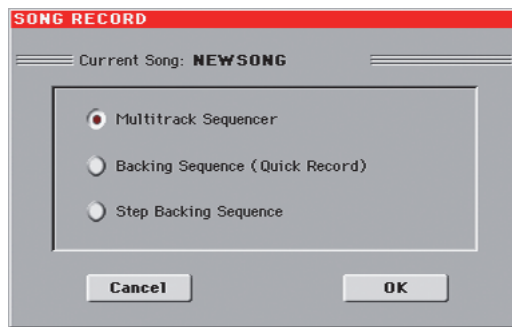 SONG RECORD
Current Song: NEWSONG
Multitrack Sequencer
Backing Sequence (Quick Record)
Step Backing Sequence
Cancel OK